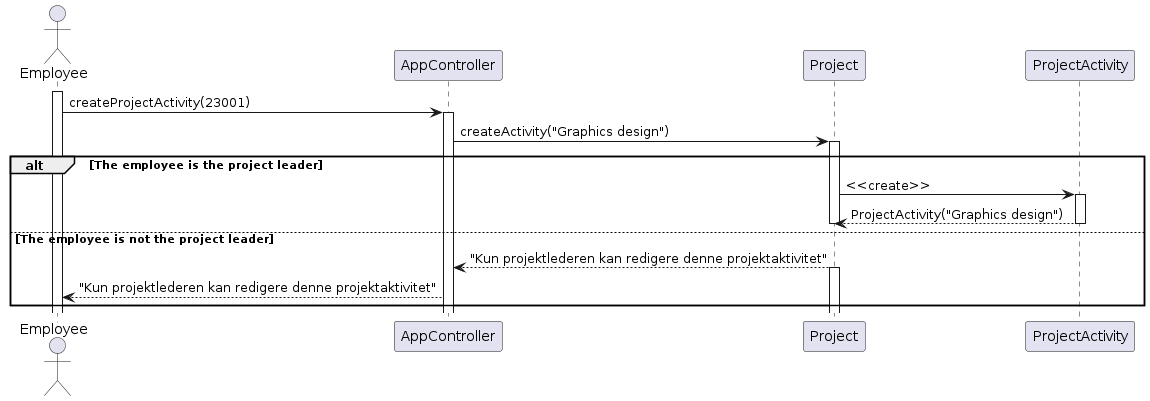 Employee
AppController
Project
ProjectActivity
createProjectActivity(23001)
createActivity("Graphics design")
alt
[The employee is the project leader]
<<create>>
ProjectActivity("Graphics design")
[The employee is not the project leader]
"Kun projektlederen kan redigere denne projektaktivitet"
"Kun projektlederen kan redigere denne projektaktivitet"
Employee
AppController
Project
ProjectActivity